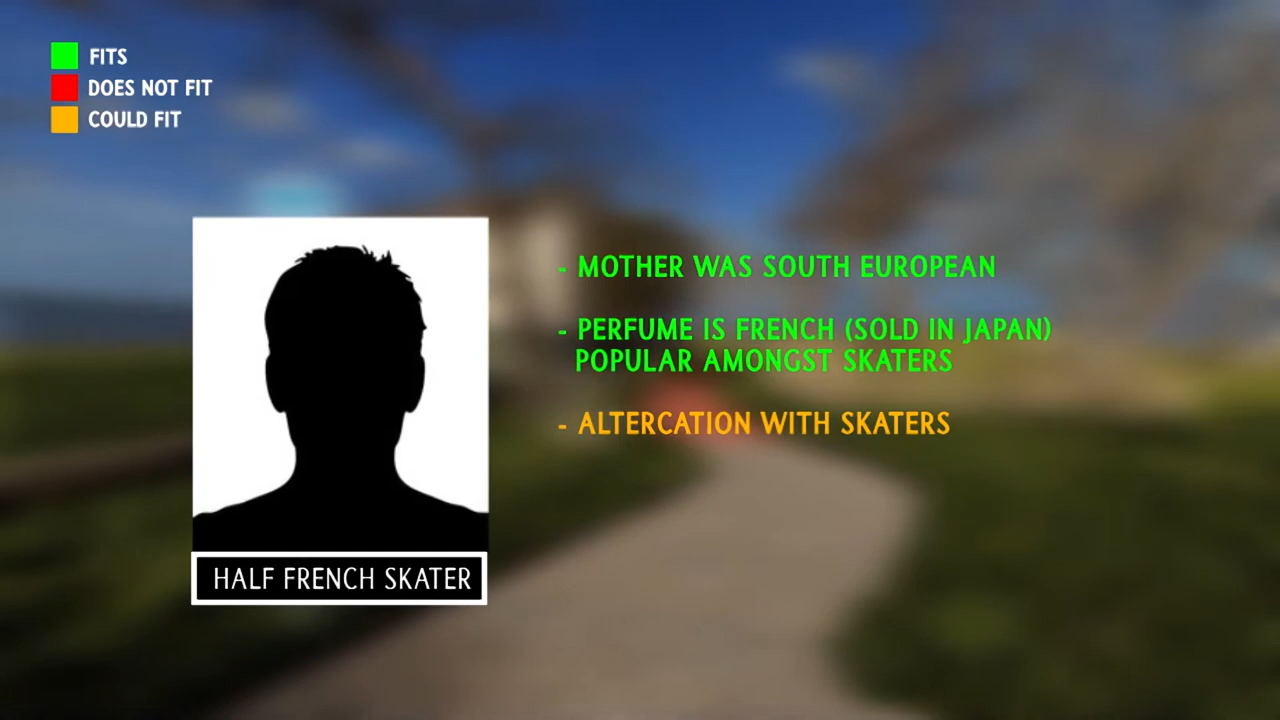 FITS
DOES NOT FIT
COULD FIT
- MOTHER WAS SOUTH EUROPEAN
- PERFUME IS FRENCH (SOLD IN JAPAN)
POPULAR AMONGST SKATERS
- ALTERCATION WITH SKATERS
HALF FRENCH SKATER